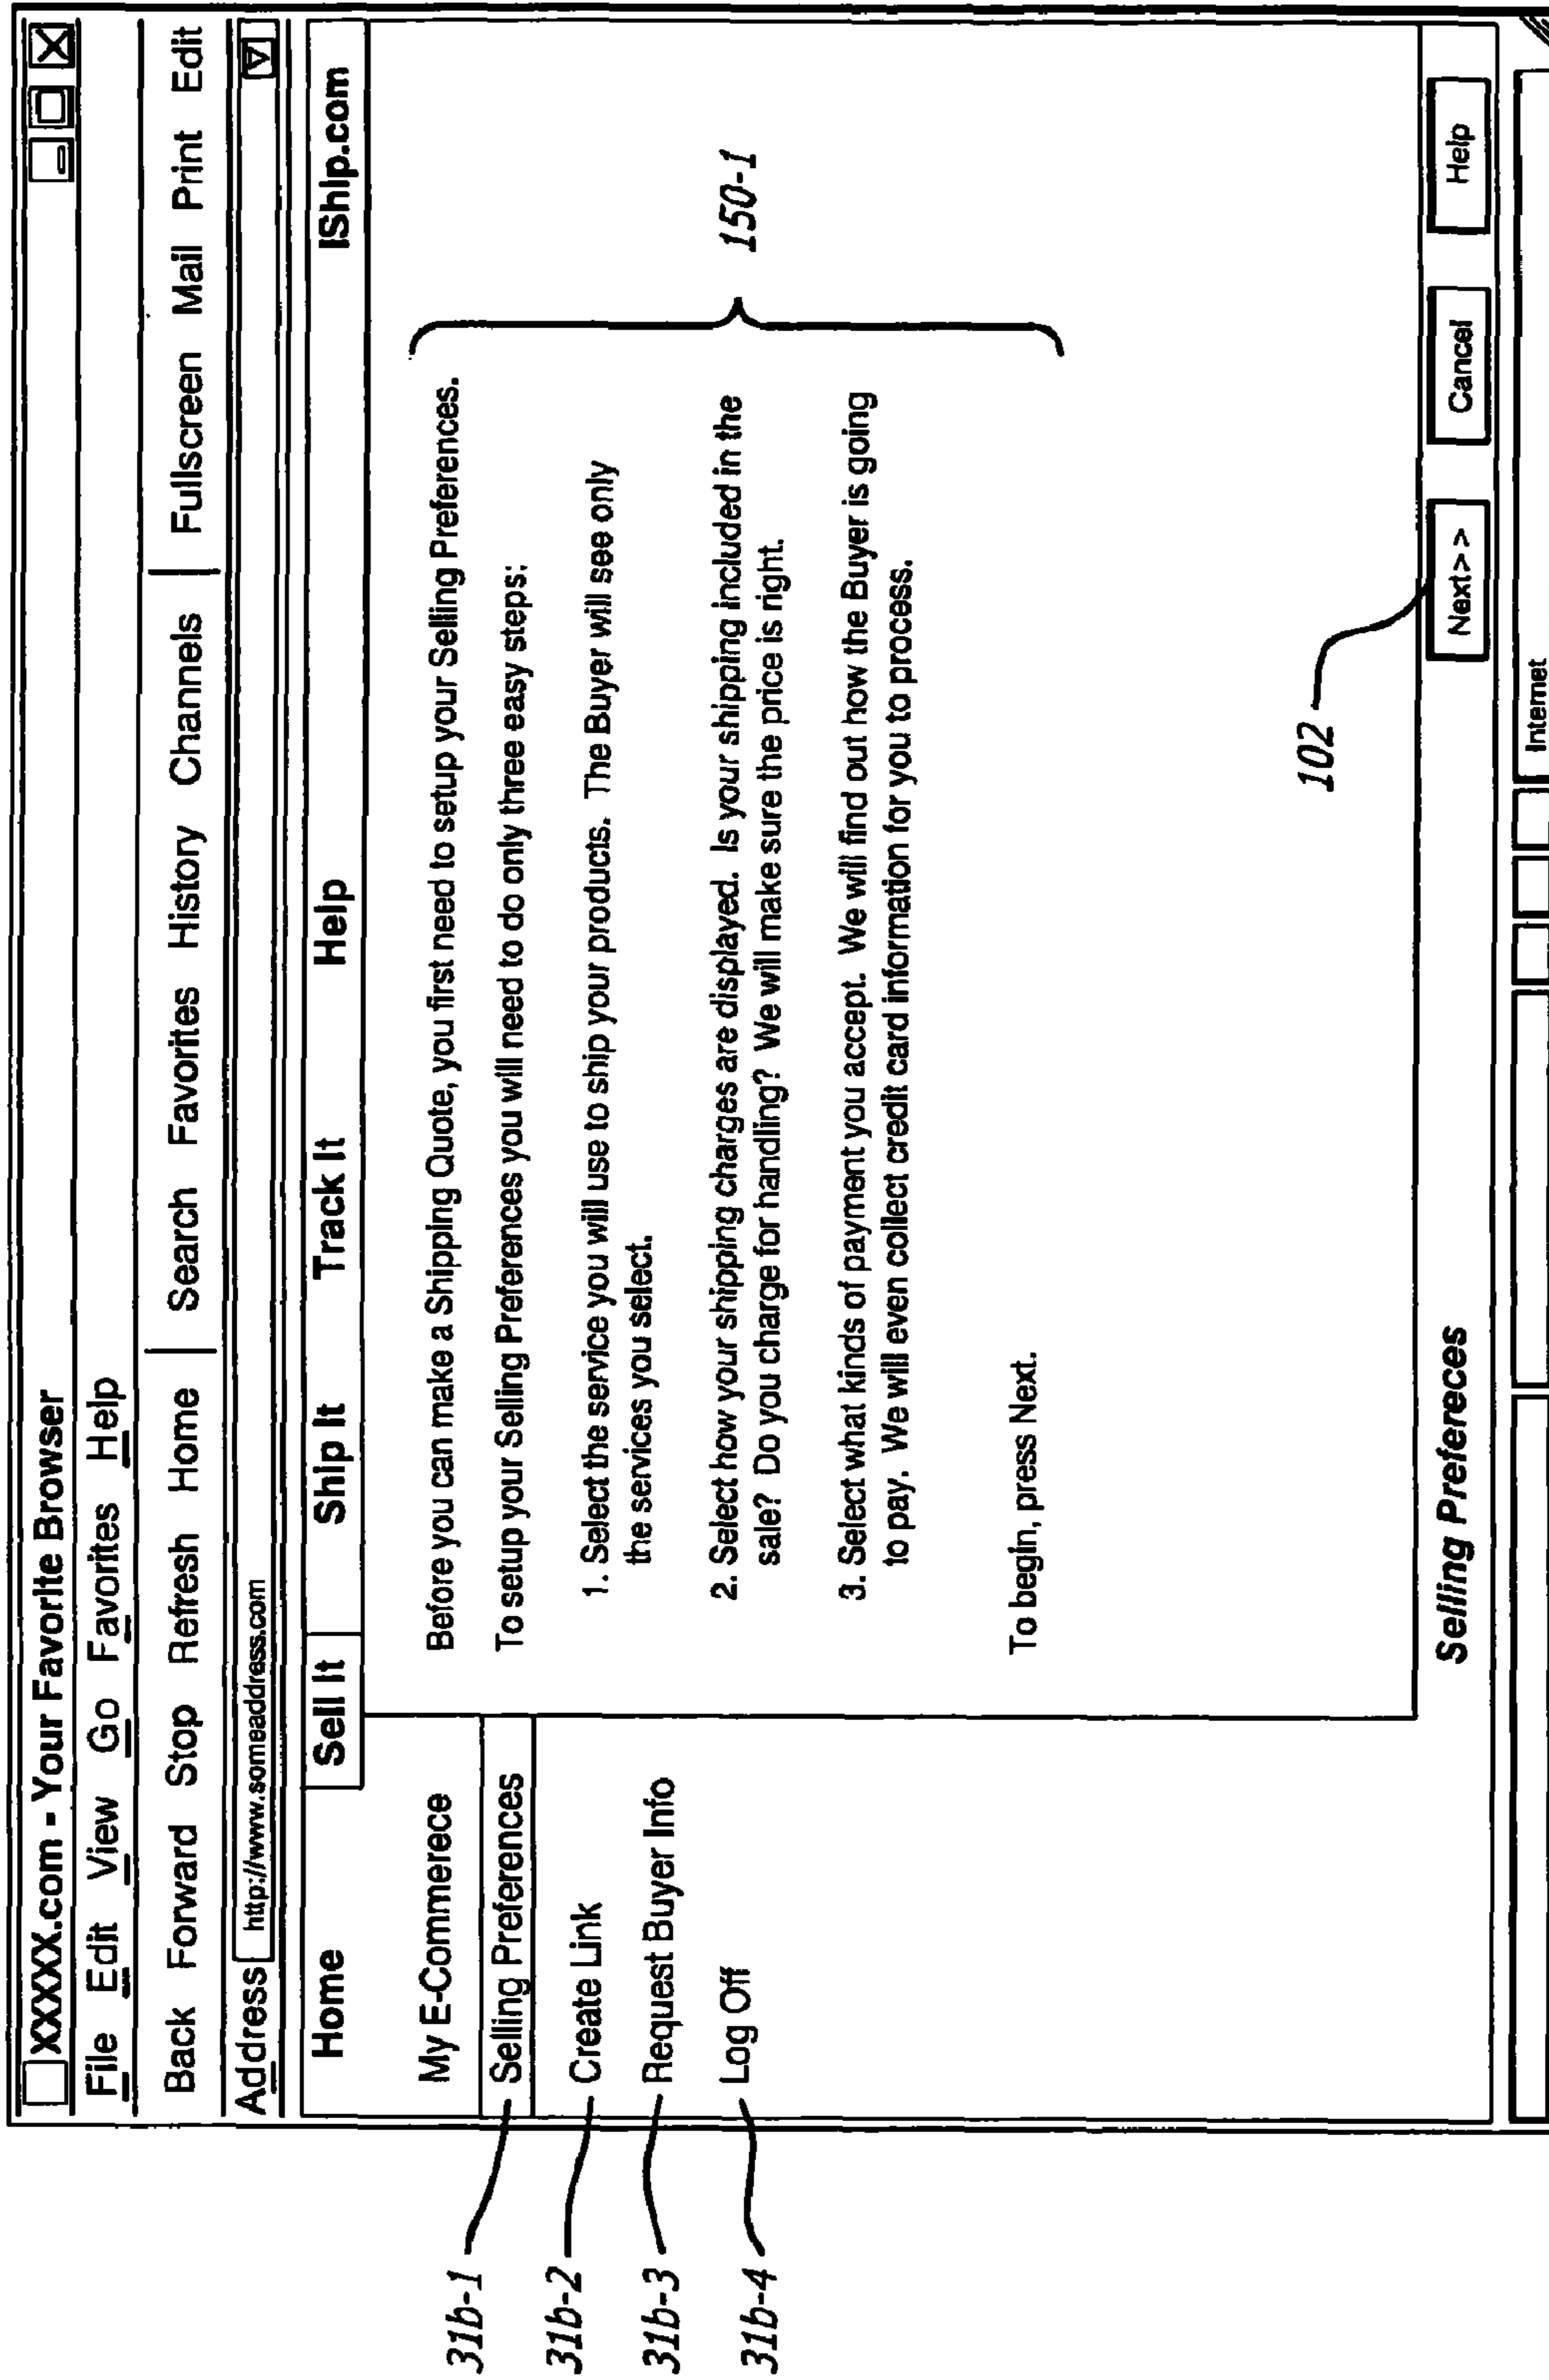 XXXXX.com - Your Favorite Browser
File Edit View Go Favorites Help
Back Forward Stop Refresh Home Search Favorites History Channels Fullscreen Mail Print Edit
Address http://www.someaddress.com
Home Sell It Ship It Track It Help IShip.com
My E-Commerece
31b-1 Selling Preferences
31b-2 Create Link
31b-3 Request Buyer Info
31b-4 Log Off
Before you can make a Shipping Quote, you first need to setup your Selling Preferences.
To setup your Selling Preferences you will need to do only three easy steps:
1. Select the service you will use to ship your products. The Buyer will see only
the services you select.
2. Select how your shipping charges are displayed. Is your shipping included in the
sale? Do you charge for handling? We will make sure the price is right.
3. Select what kinds of payment you accept. We will find out how the Buyer is going
to pay. We will even collect credit card information for you to process.
150-1
To begin, press Next.
102
Selling Prefereces
Next>> Cancel Help
Internet